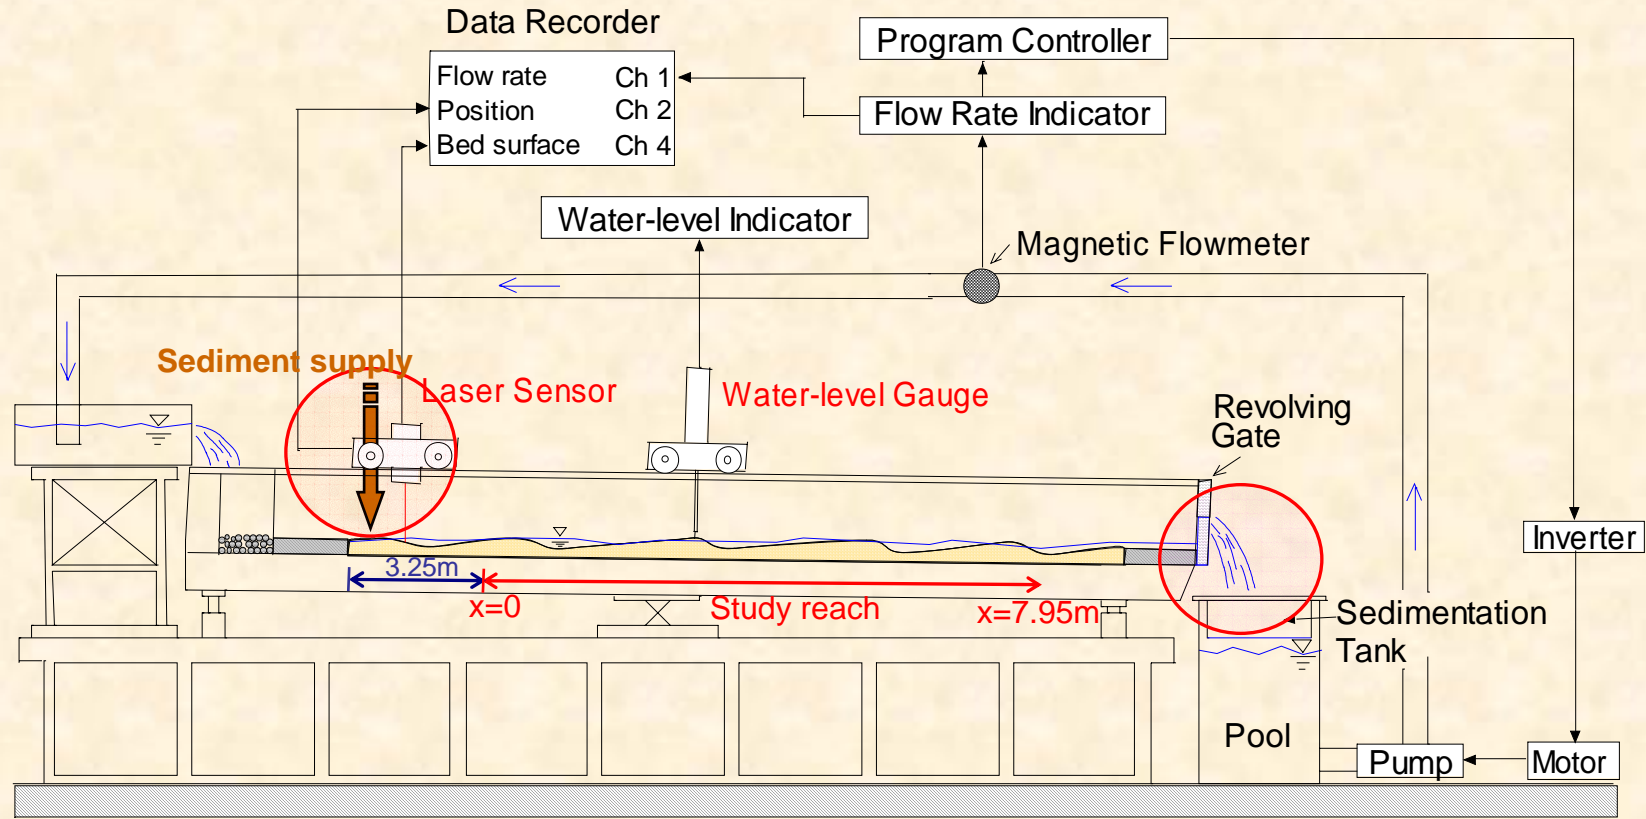 Data Recorder
Flow rate Ch 1
Position Ch 2
Bed surface Ch 4
Program Controller
Flow Rate Indicator
Water-level Indicator
Magnetic Flowmeter
Sediment supply
Laser Sensor
Water-level Gauge
Revolving
Gate
Inverter
3.25m
x=0
Study reach
x=7.95m
Sedimentation
Tank
Pool
Pump
Motor